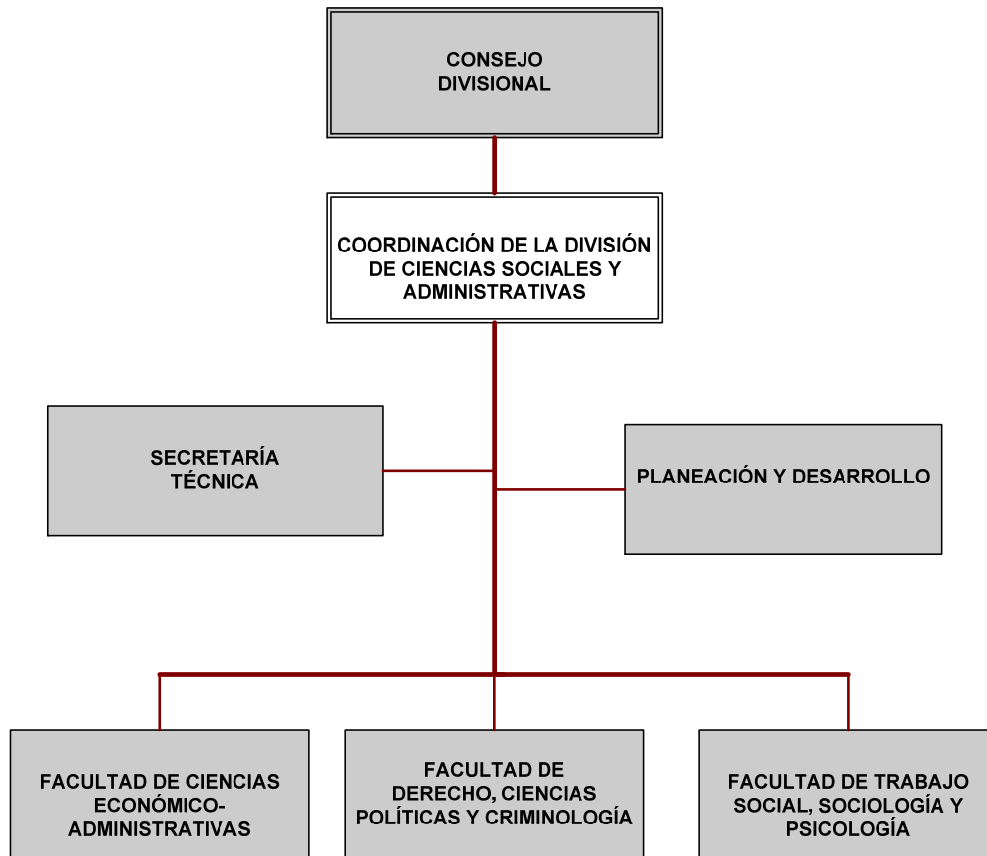 CONSEJO
DIVISIONAL
COORDINACIÓN DE LA DIVISIÓN
DE CIENCIAS SOCIALES Y
ADMINISTRATIVAS
SECRETARÍA
TÉCNICA
PLANEACIÓN Y DESARROLLO
FACULTAD DE CIENCIAS
ECONÓMICO-
ADMINISTRATIVAS
FACULTAD DE
DERECHO, CIENCIAS
POLÍTICAS Y CRIMINOLOGÍA
FACULTAD DE TRABAJO
SOCIAL, SOCIOLOGÍA Y
PSICOLOGÍA